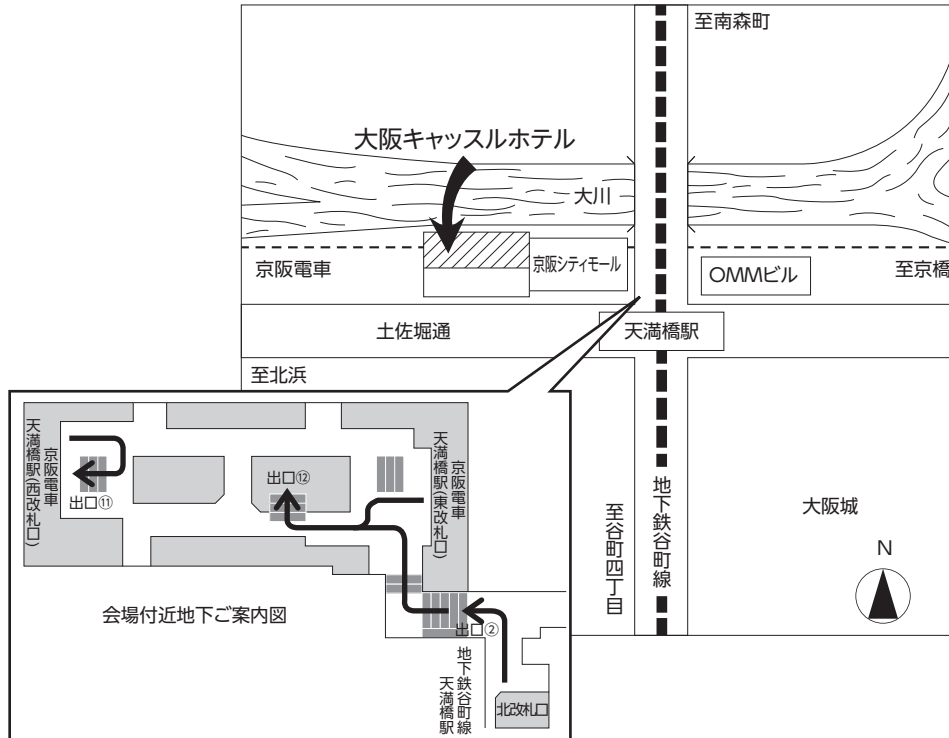 至南森町
大阪キャッスルホテル
大川
京阪電車
京阪シティモール
OMMビル
至京橋
土佐堀通
天満橋駅
至北浜
京阪電車
天満橋駅(西改札口)
出口⑪
出口⑫
京阪電車
天満橋駅(東改札口)
会場付近地下ご案内図
出口②
地下鉄谷町線
天満橋駅
北改札口
至谷町四丁目
地下鉄谷町線
大阪城
N